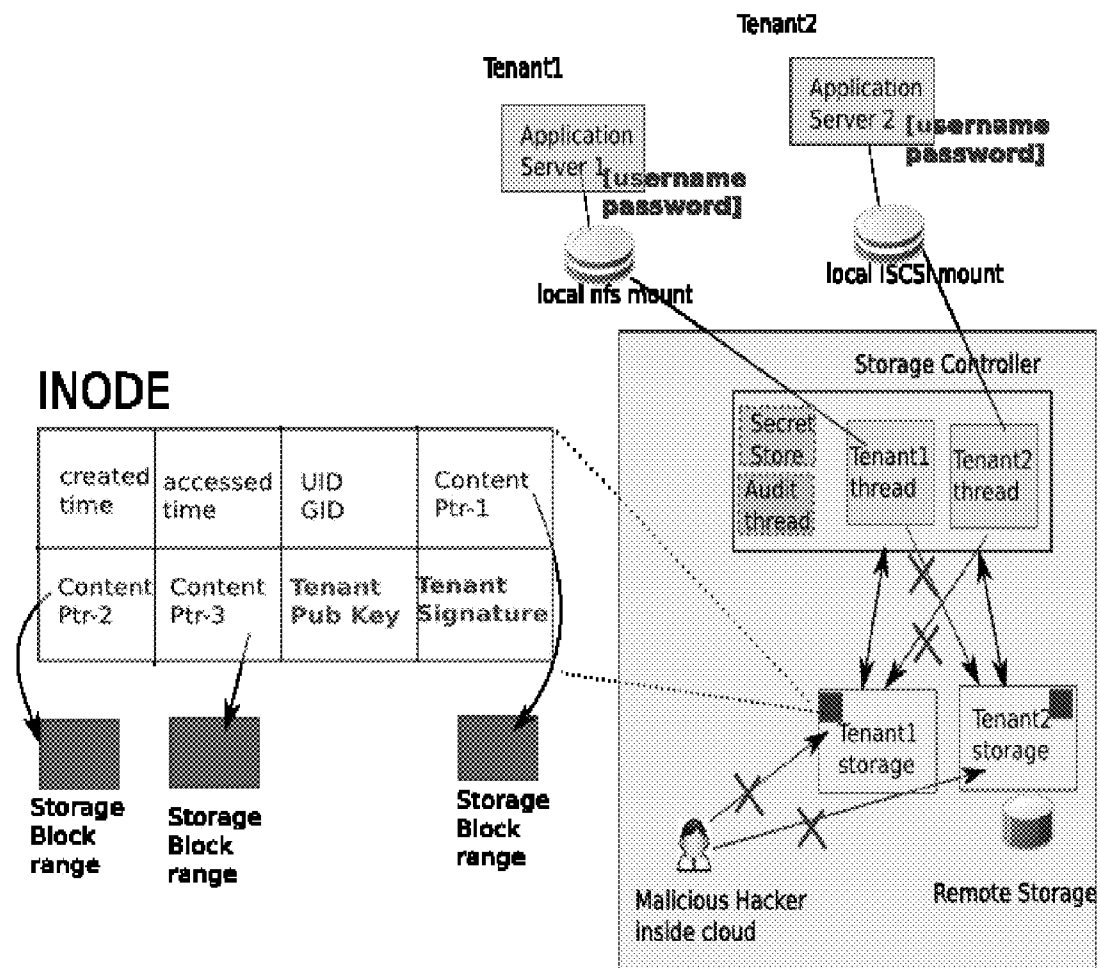 Tenant2
Tenant1
Application
Server 2
[username
password]
Application
Server 1
[username
password]
local nfs mount
local ISCSI mount
Storage Controller
Secret
Store
Audit
thread
Tenant1
thread
Tenant2
thread
INODE
created
time
accessed
time
UID
GID
Content
Ptr-1
Content
Ptr-2
Content
Ptr-3
Tenant
Pub Key
Tenant
Signature
Storage
Block
range
Storage
Block
range
Storage
Block
range
Tenant1
storage
Tenant2
storage
Malicious Hacker
inside cloud
Remote Storage